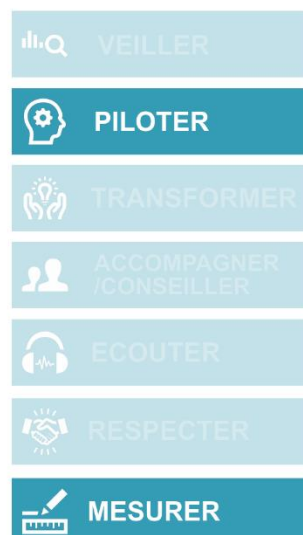 VEILLER
PILOTER
TRANSFORMER
ACCOMPAGNER
/CONSEILLER
ECOUTER
RESPECTER
MESURER